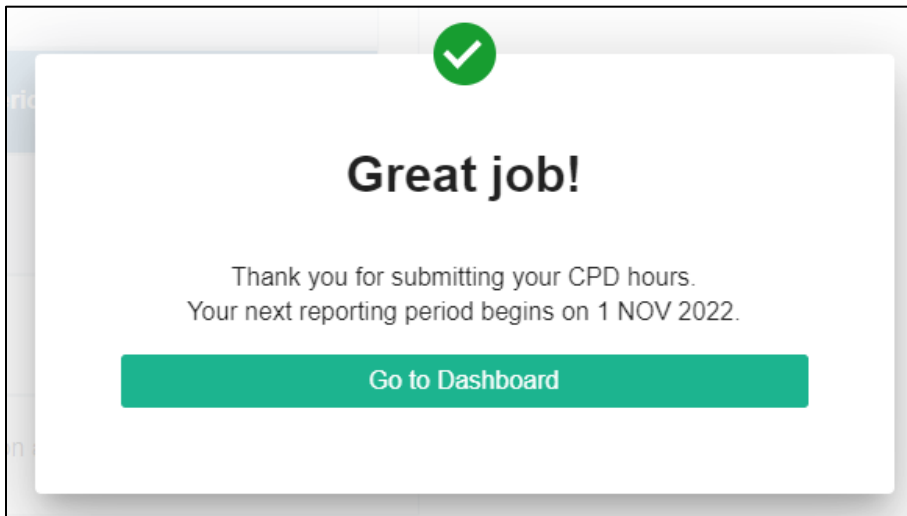 Great job!
Thank you for submitting your CPD hours.
Your next reporting period begins on 1 NOV 2022.
Go to Dashboard